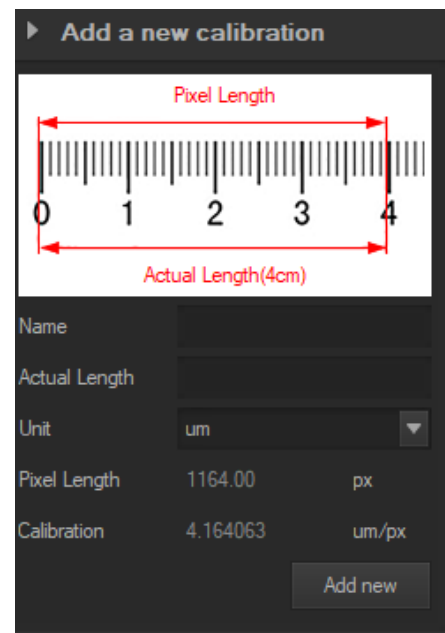 Add a new calibration
Pixel Length
0 1 2 3 4
Actual Length(4cm)
Name
Actual Length
Unit um
Pixel Length 1164.00 px
Calibration 4.164063 um/px
Add new